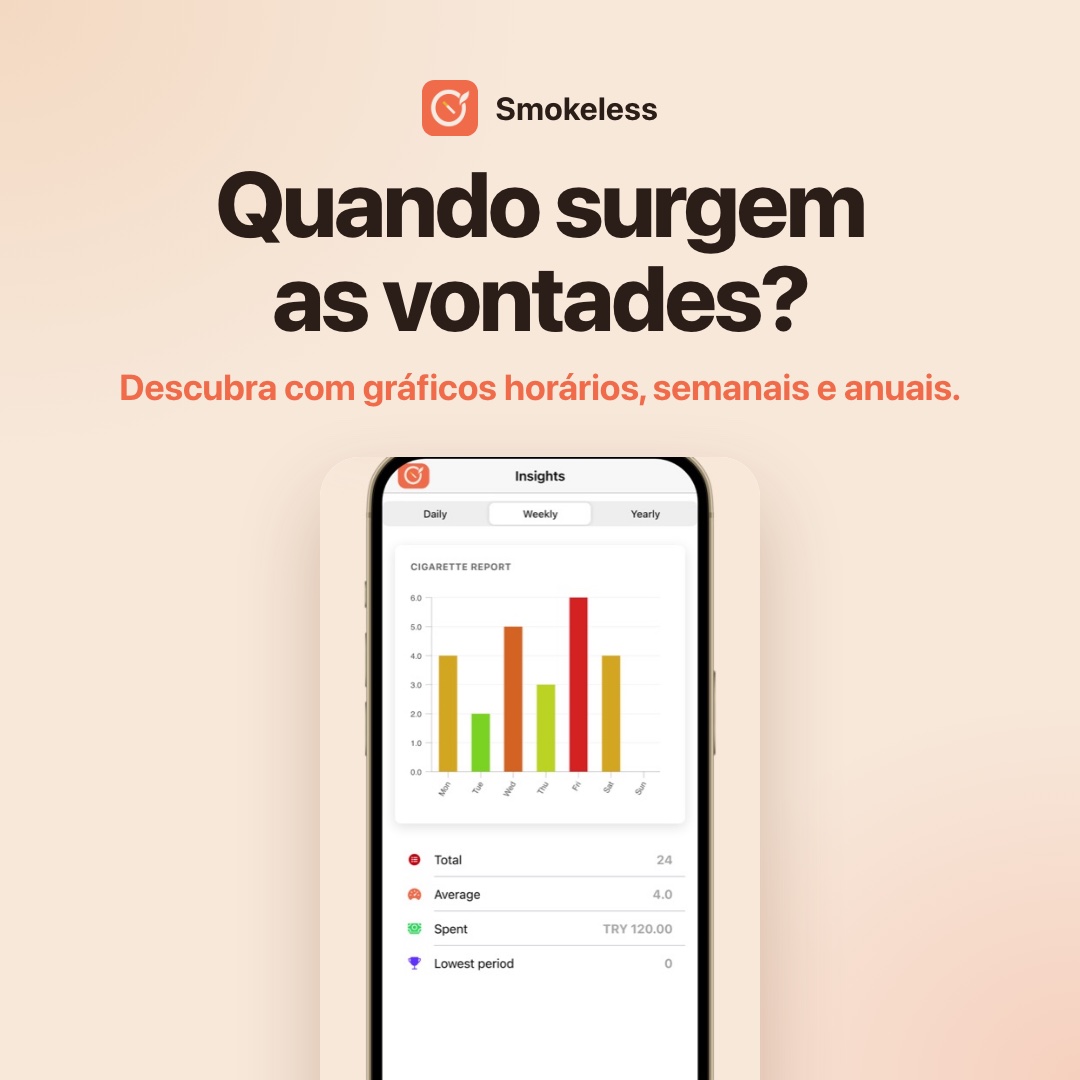 Smokeless
Quando surgem
as vontades?
Descubra com gráficos horários, semanais e anuais.
Insights
Daily Weekly Yearly
CIGARETTE REPORT
6.0
5.0
4.0
3.0
2.0
1.0
0.0
Mon Tue Wed Thu Fri Sat Sun
Total 24
Average 4.0
Spent TRY 120.00
Lowest period 0